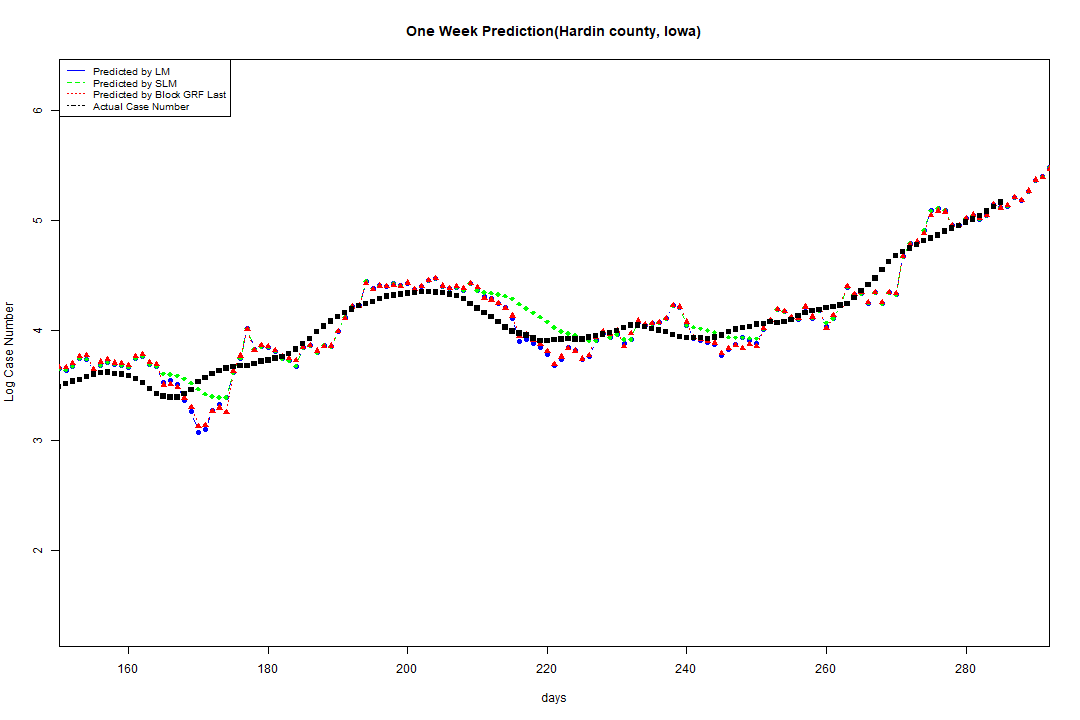 One Week Prediction(Hardin county, Iowa)
Predicted by LM
Predicted by SLM
Predicted by Block GRF Last
Actual Case Number
Log Case Number
6
5
4
3
2
160 180 200 220 240 260 280
days